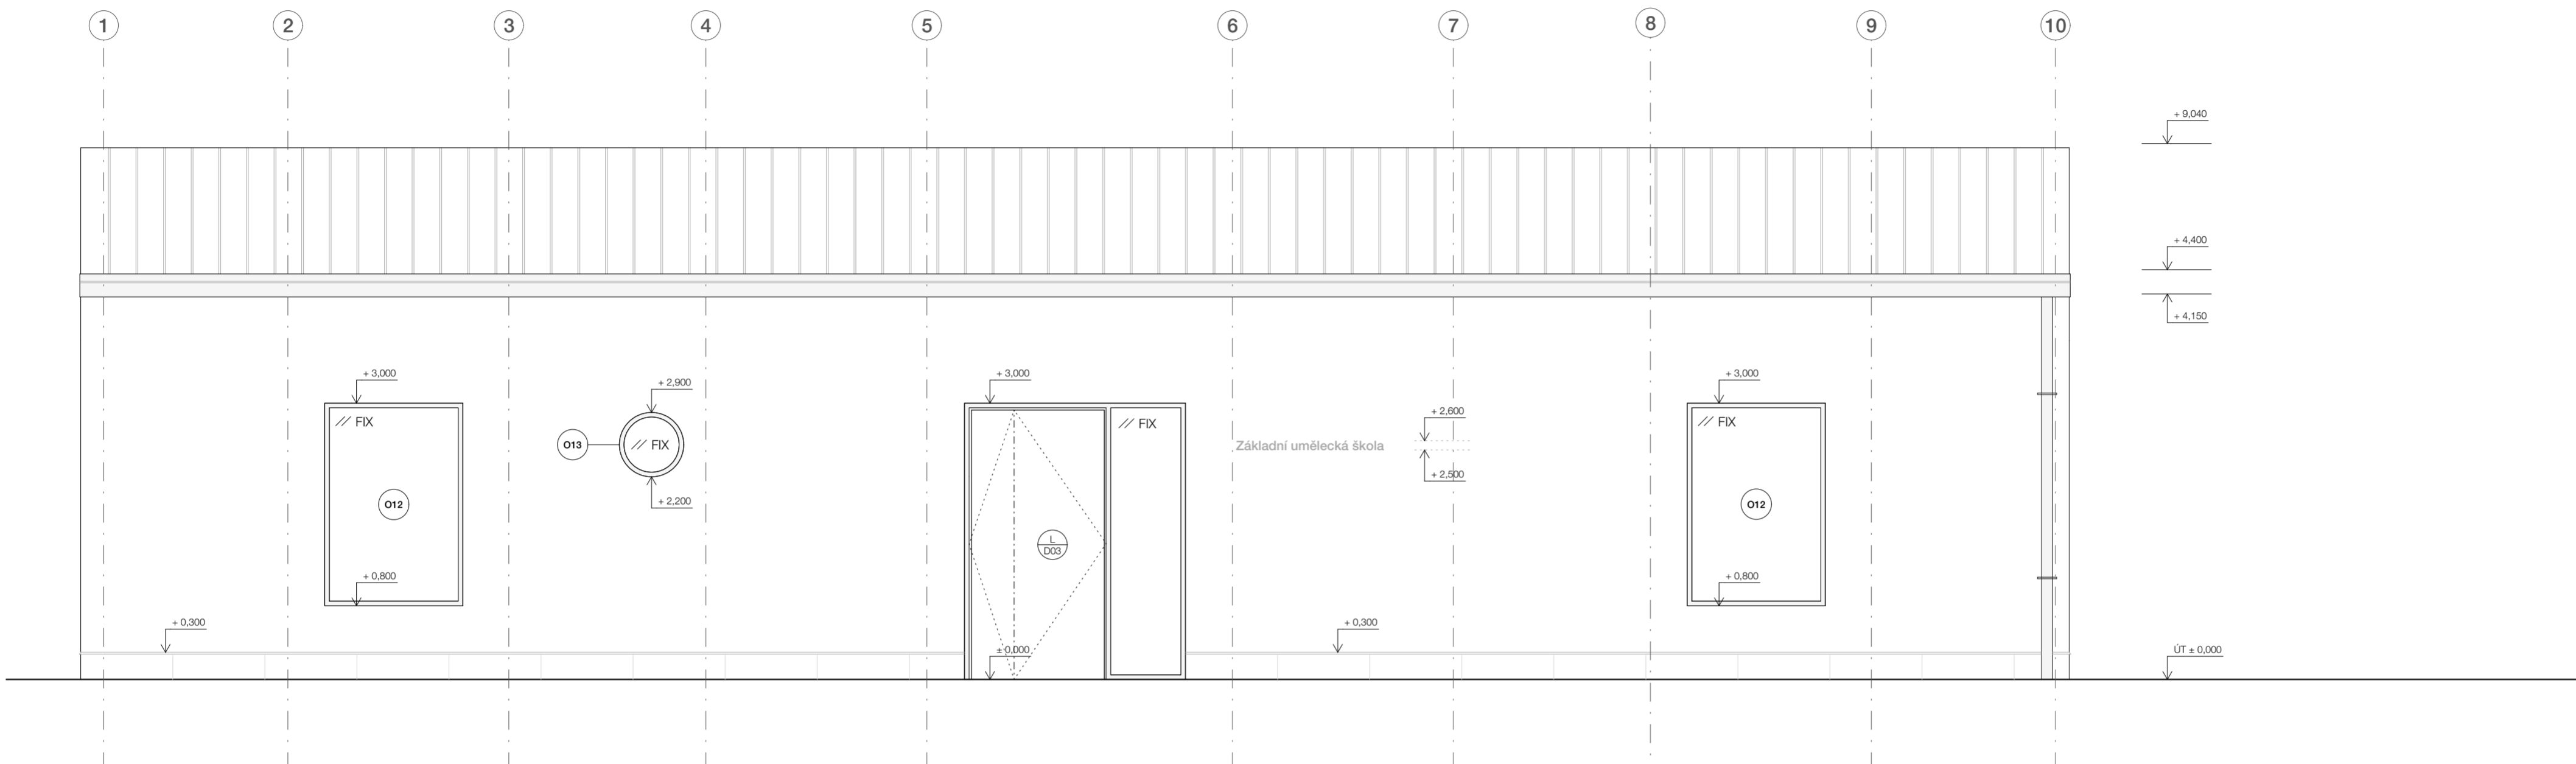 1 2 3 4 5 6 7 8 9 10
+ 9,040
+ 4,400
+ 4,150
+ 3,000
+ 2,900
+ 3,000
+ 3,000
// FIX
O13
// FIX
// FIX
Základní umělecká škola
+ 2,600
+ 2,500
// FIX
O12
+ 2,200
O12
L
D03
+ 0,800
+ 0,800
+ 0,300
± 0,000
+ 0,300
ÚT ± 0,000